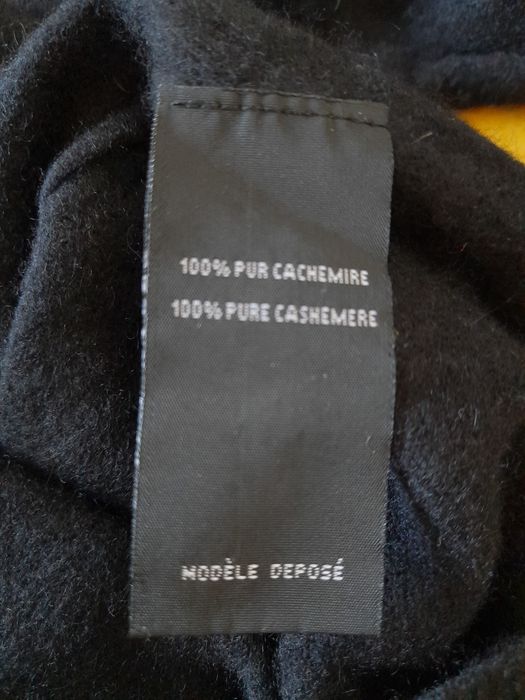 100% PUR CACHEMIRE
100% PURE CASHEMERE
MODÈLE DEPOSÉ